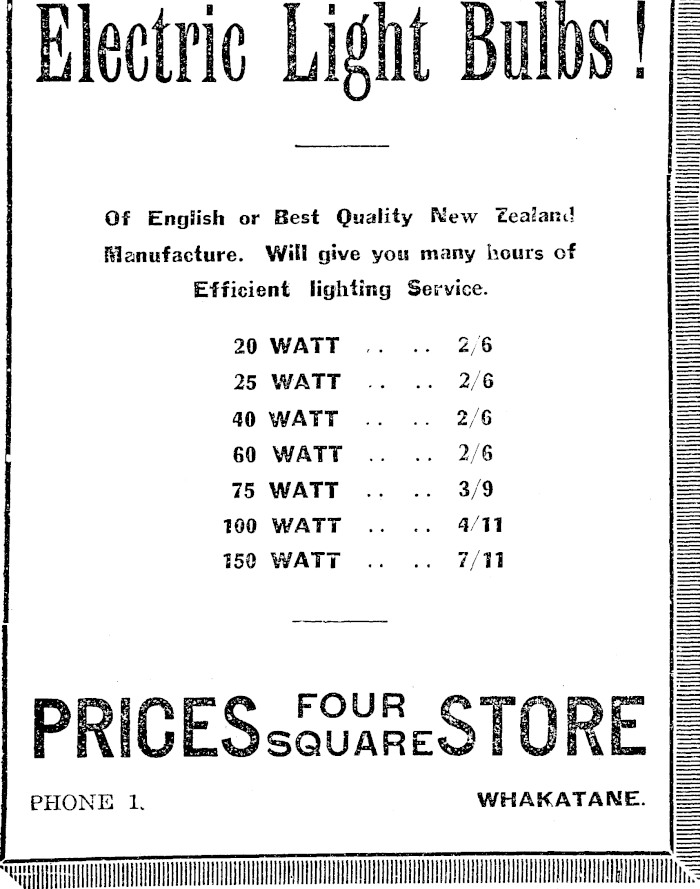 Electric Light Bulbs!
Of English or Best Quality New Zealand
Manufacture. Will give you many hours of
Efficient lighting Service.
20 WATT .. .. 2/6
25 WATT .. .. 2/6
40 WATT .. .. 2/6
60 WATT .. .. 2/6
75 WATT .. .. 3/9
100 WATT .. .. 4/11
150 WATT .. .. 7/11
PRICES FOUR SQUARE STORE
PHONE 1. WHAKATANE.